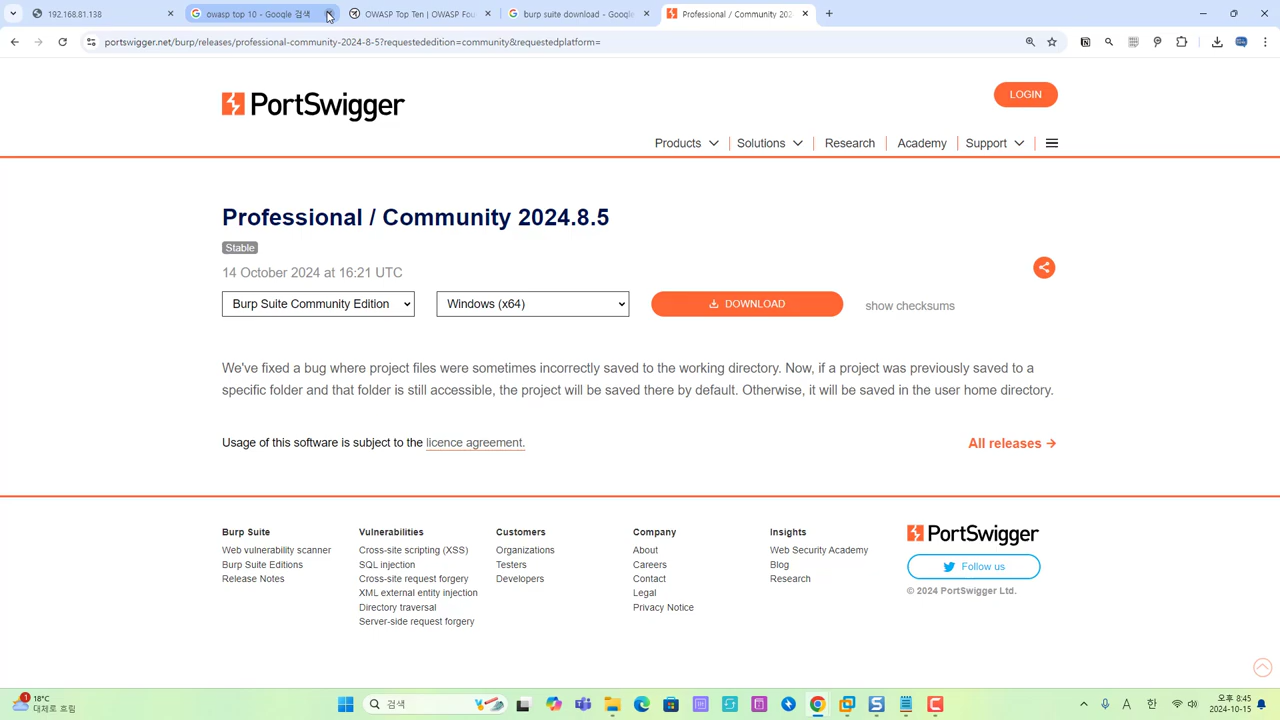 192.168.81.138
owasp top 10 - Google 검색
OWASP Top Ten | OWASP Fou
burp suite download - Google
Professional / Community 202
portswigger.net/burp/releases/professional-community-2024-8-5?requestededition=community&requestedplatform=
PortSwigger
LOGIN
Products
Solutions
Research
Academy
Support
Professional / Community 2024.8.5
Stable
14 October 2024 at 16:21 UTC
Burp Suite Community Edition
Windows (x64)
DOWNLOAD
show checksums
We've fixed a bug where project files were sometimes incorrectly saved to the working directory. Now, if a project was previously saved to a
specific folder and that folder is still accessible, the project will be saved there by default. Otherwise, it will be saved in the user home directory.
Usage of this software is subject to the licence agreement.
All releases →
Burp Suite
Web vulnerability scanner
Burp Suite Editions
Release Notes
Vulnerabilities
Cross-site scripting (XSS)
SQL injection
Cross-site request forgery
XML external entity injection
Directory traversal
Server-side request forgery
Customers
Organizations
Testers
Developers
Company
About
Careers
Contact
Legal
Privacy Notice
Insights
Web Security Academy
Blog
Research
PortSwigger
Follow us
© 2024 PortSwigger Ltd.
1
18°C
대체로 흐림
검색
A
한
오후 8:45
2024-10-15